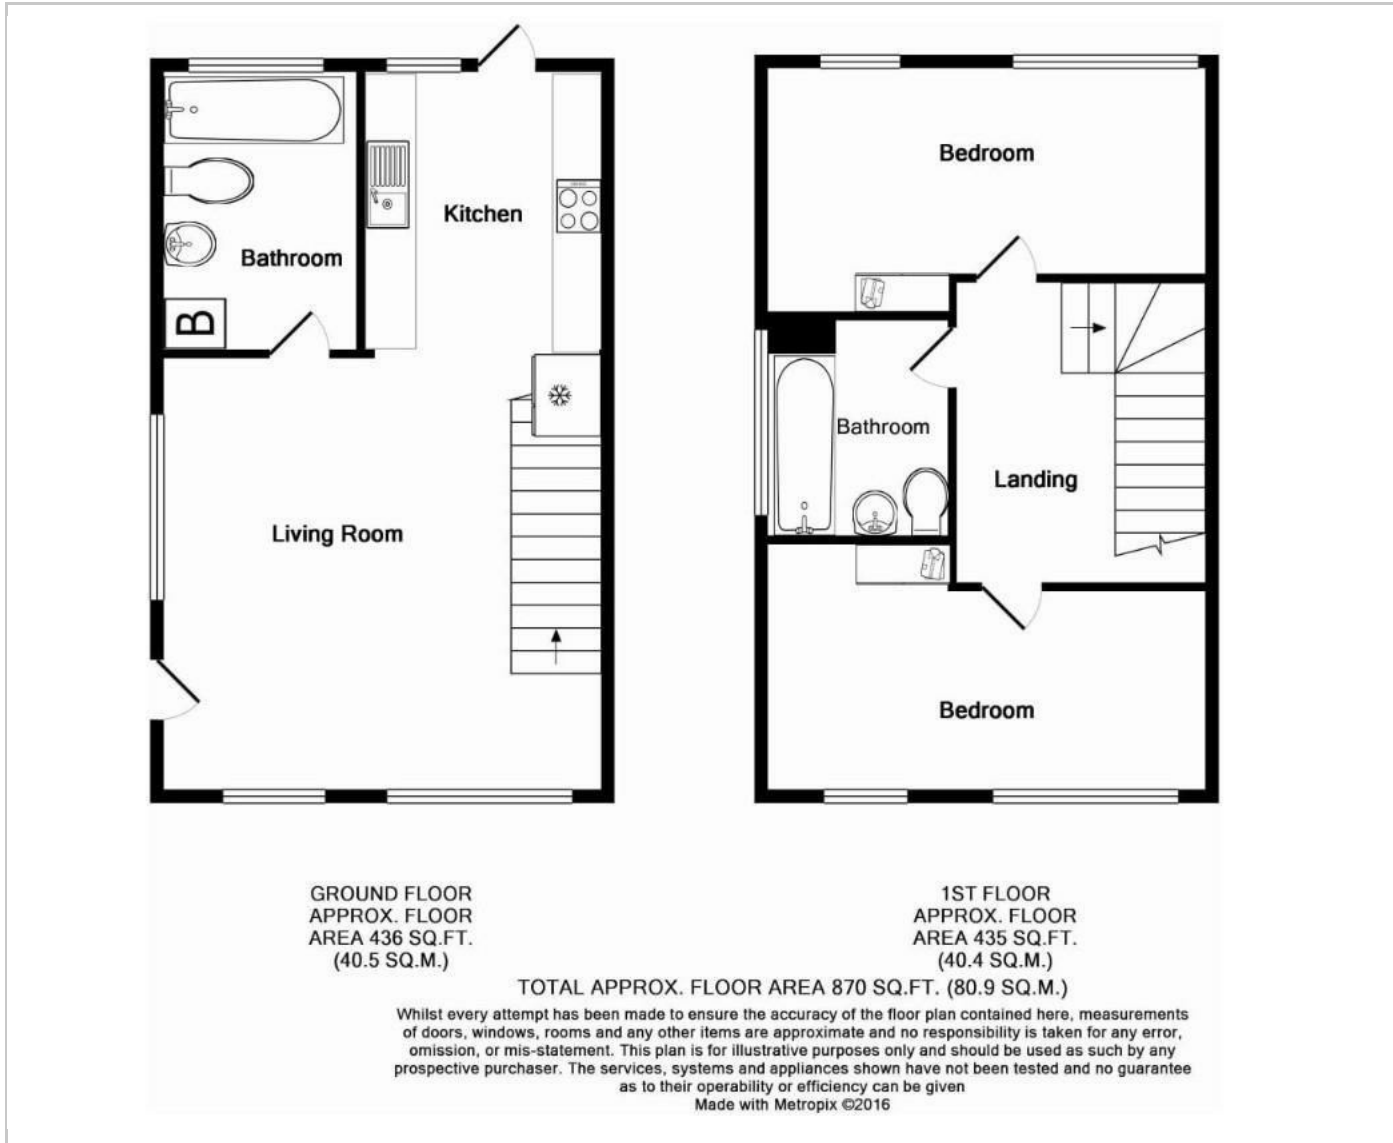 Bathroom
B
Kitchen
Living Room
Bedroom
Bathroom
Landing
Bedroom
GROUND FLOOR
APPROX. FLOOR
AREA 436 SQ.FT.
(40.5 SQ.M.)
1ST FLOOR
APPROX. FLOOR
AREA 435 SQ.FT.
(40.4 SQ.M.)
TOTAL APPROX. FLOOR AREA 870 SQ.FT. (80.9 SQ.M.)
Whilst every attempt has been made to ensure the accuracy of the floor plan contained here, measurements
of doors, windows, rooms and any other items are approximate and no responsibility is taken for any error,
omission, or mis-statement. This plan is for illustrative purposes only and should be used as such by any
prospective purchaser. The services, systems and appliances shown have not been tested and no guarantee
as to their operability or efficiency can be given
Made with Metropix ©2016